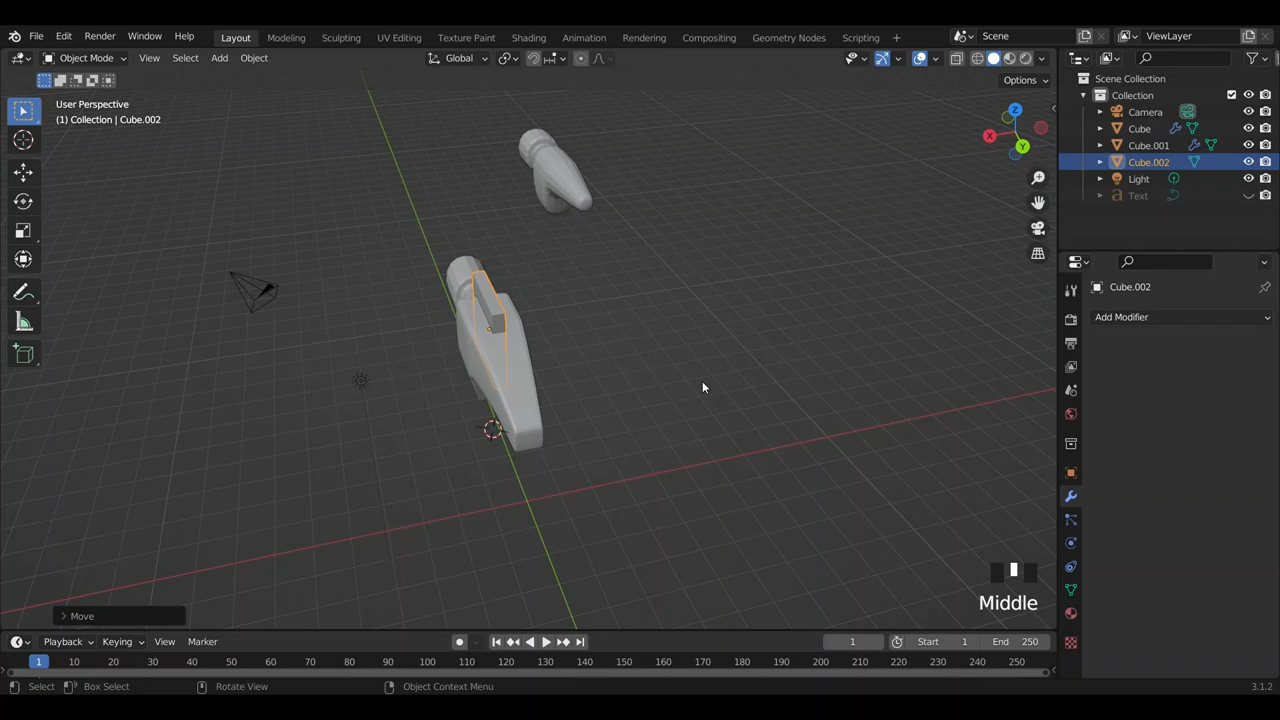 File Edit Render Window Help Layout Modeling Sculpting UV Editing Texture Paint Shading Animation Rendering Compositing Geometry Nodes Scripting + Scene ViewLayer
Object Mode View Select Add Object Global Options
User Perspective
(1) Collection | Cube.002
X Y Z
Scene Collection
Collection
Camera
Cube
Cube.001
Cube.002
Light
Text
Cube.002
Add Modifier
Middle
Move
Playback Keying View Marker 1 Start 1 End 250
1 10 20 30 40 50 60 70 80 90 100 110 120 130 140 150 160 170 180 190 200 210 220 230 240 250
Select Box Select Rotate View Object Context Menu 3.1.2